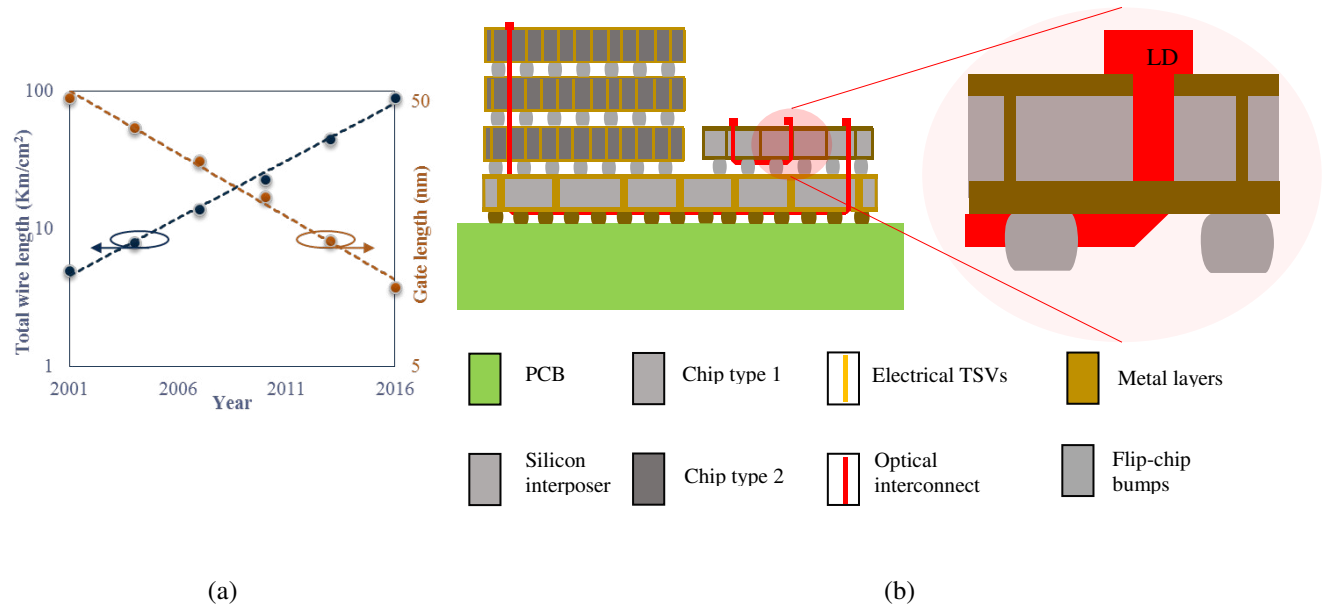 100
10
1
Total wire length (Km/cm²)
2001
2006
2011
2016
Year
50
5
Gate length (nm)
LD
PCB
Chip type 1
Electrical TSVs
Metal layers
Silicon
interposer
Chip type 2
Optical
interconnect
Flip-chip
bumps
(a)
(b)